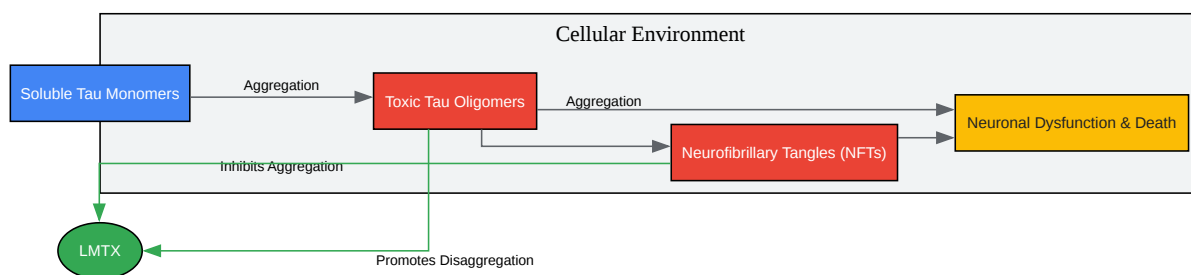 Cellular Environment
Soluble Tau Monomers
Aggregation
Toxic Tau Oligomers
Aggregation
Neuronal Dysfunction & Death
Neurofibrillary Tangles (NFTs)
Inhibits Aggregation
LMTX
Promotes Disaggregation